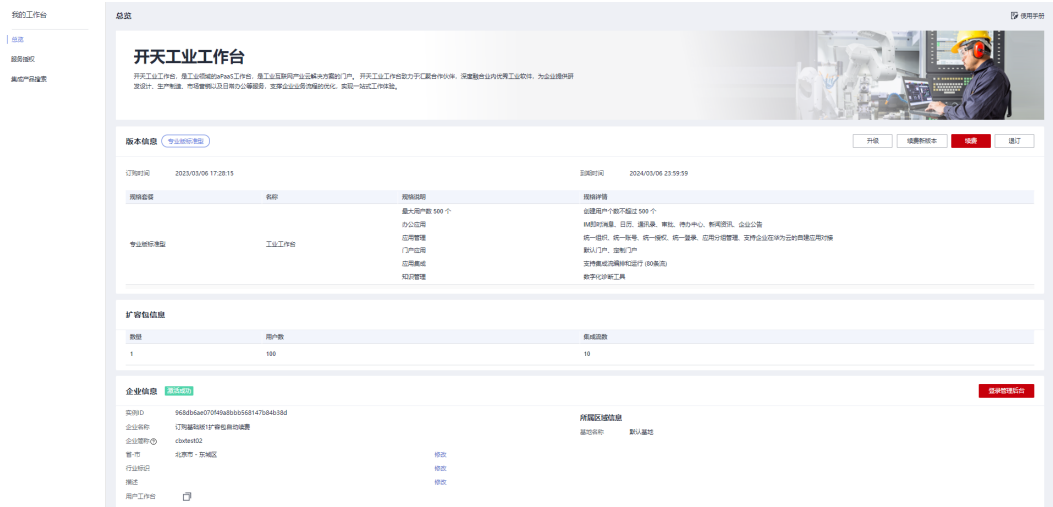 我的工作台
总览
使用手册
总览
服务授权
集成产品搜索
开天工业工作台
开天工业工作台，是工业领域的aPaaS工作台，是工业互联网产业云解决方案的门户。 开天工业工作台致力于汇聚合作伙伴，深度融合业内优秀工业软件，为企业提供研
发设计、生产制造、市场营销以及日常办公等服务，支撑企业业务流程的优化，实现一站式工作体验。
版本信息 专业版标准型 升级 续费新版本 续费 退订
订购时间 2023/03/06 17:28:15 到期时间 2024/03/06 23:59:59
规格套餐 名称 规格说明 规格详情
最大用户数 500 个 创建用户个数不超过 500 个
办公应用 IM即时消息、日历、通讯录、审批、待办中心、新闻资讯、企业公告
应用管理 统一组织、统一账号、统一授权、统一登录、应用分组管理、支持企业在华为云的自建应用对接
专业版标准型 工业工作台 门户应用 默认门户、定制门户
应用集成 支持集成流编排和运行 (80条流)
知识管理 数字化诊断工具
扩容包信息
数量 用户数 集成流数
1 100 10
企业信息 激活成功 登录管理后台
实例ID 968db6ae070f49a8bbb568147b84b38d 所属区域信息
企业名称 订购基础版1扩容包自动续费 基地名称 默认基地
企业简称 cbxtest02
省-市 北京市 - 东城区 修改
行业标识 修改
描述 修改
用户工作台